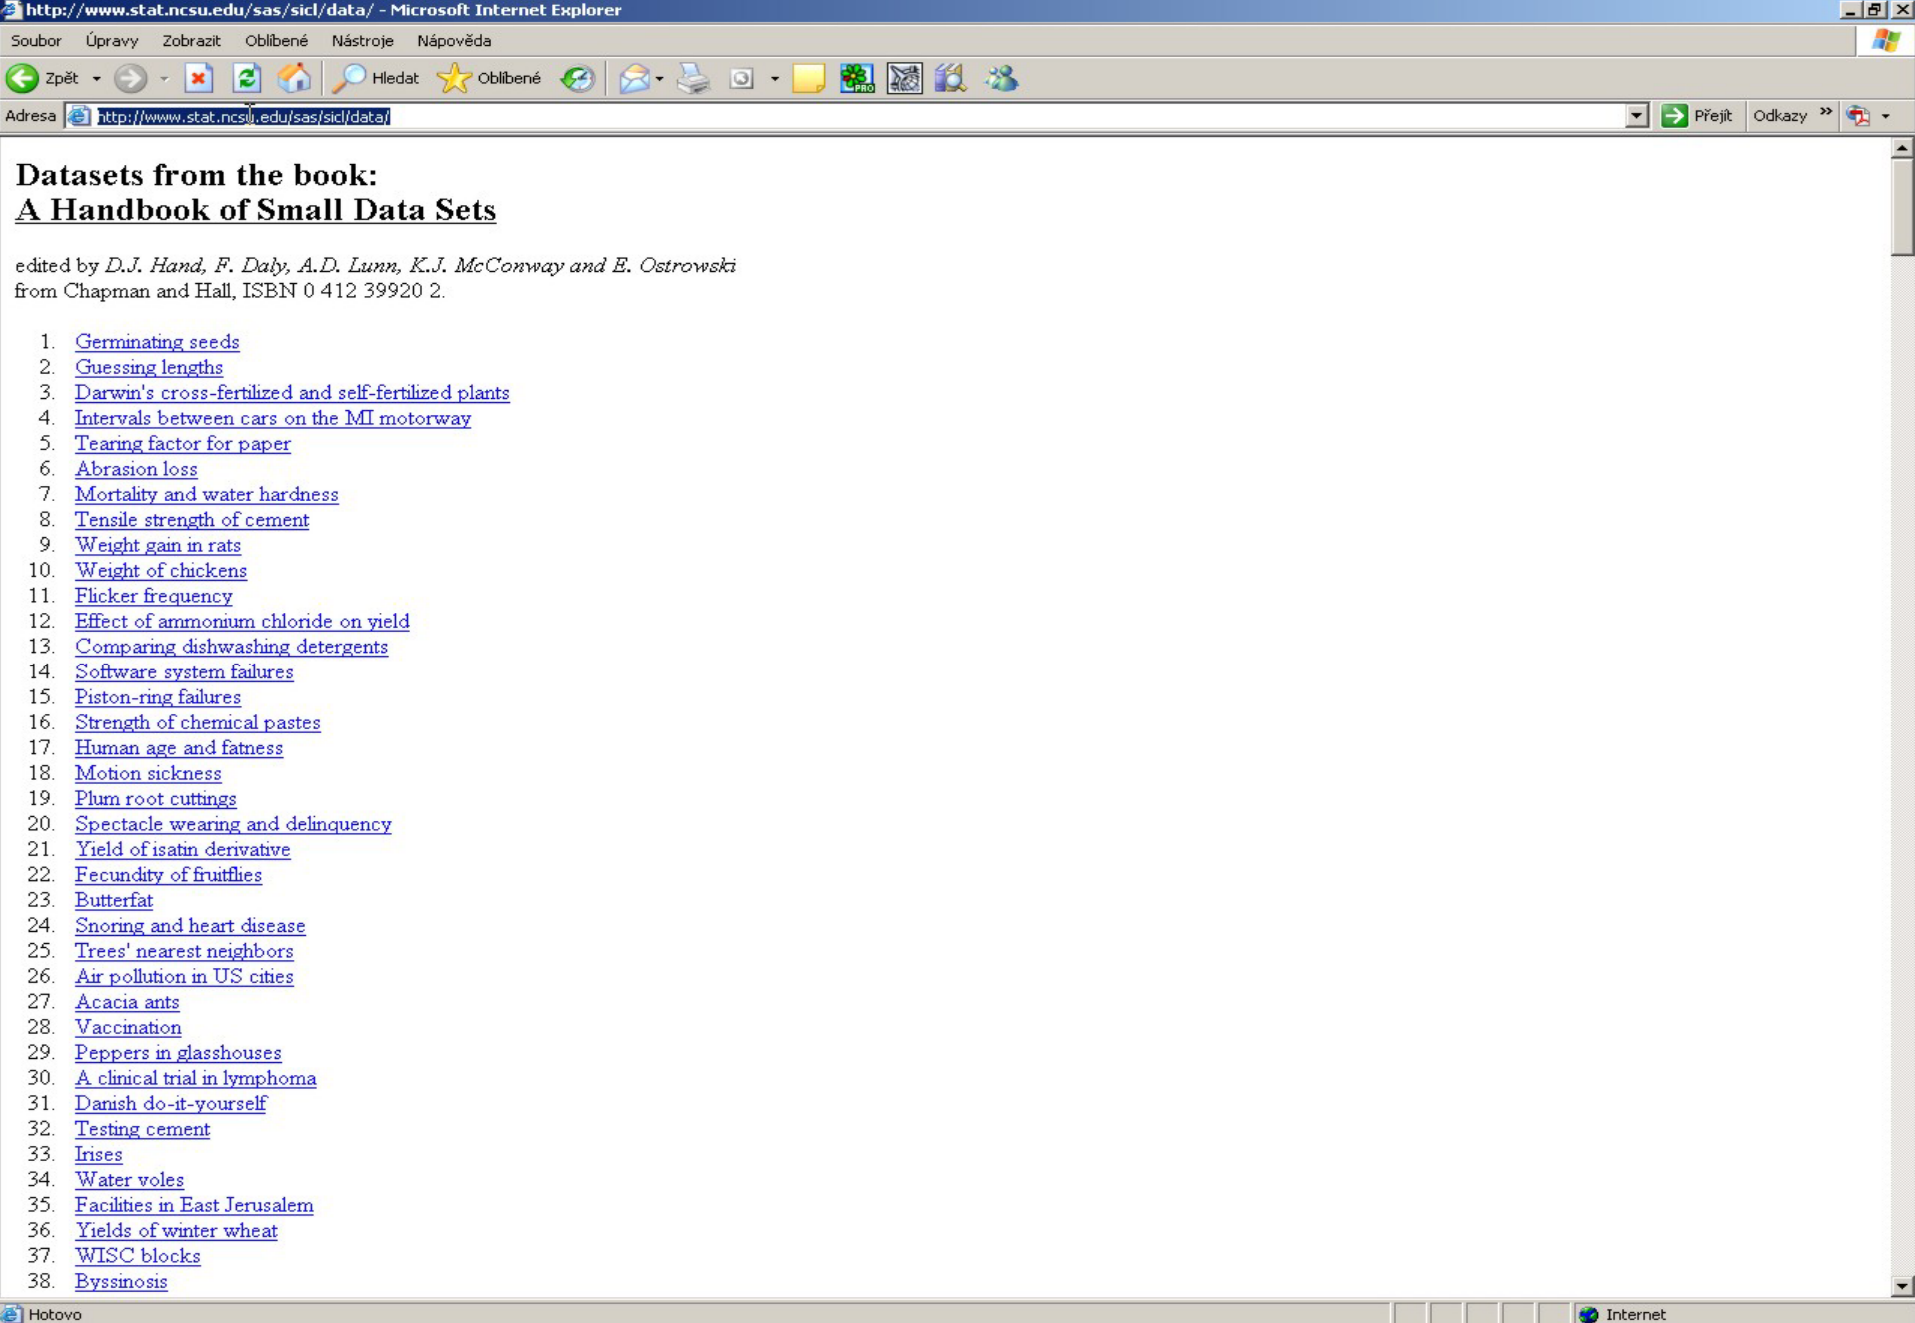 http://www.stat.ncsu.edu/sas/sicl/data/ - Microsoft Internet Explorer
Soubor Úpravy Zobrazit Oblíbené Nástroje Nápověda
Zpět Hledat Oblíbené PRO
Adresa http://www.stat.ncsu.edu/sas/sicl/data/ Přejít Odkazy »
Datasets from the book:
A Handbook of Small Data Sets
edited by D.J. Hand, F. Daly, A.D. Lunn, K.J. McConway and E. Ostrowski
from Chapman and Hall, ISBN 0 412 39920 2.
1. Germinating seeds
2. Guessing lengths
3. Darwin's cross-fertilized and self-fertilized plants
4. Intervals between cars on the MI motorway
5. Tearing factor for paper
6. Abrasion loss
7. Mortality and water hardness
8. Tensile strength of cement
9. Weight gain in rats
10. Weight of chickens
11. Flicker frequency
12. Effect of ammonium chloride on yield
13. Comparing dishwashing detergents
14. Software system failures
15. Piston-ring failures
16. Strength of chemical pastes
17. Human age and fatness
18. Motion sickness
19. Plum root cuttings
20. Spectacle wearing and delinquency
21. Yield of isatin derivative
22. Fecundity of fruitflies
23. Butterfat
24. Snoring and heart disease
25. Trees' nearest neighbors
26. Air pollution in US cities
27. Acacia ants
28. Vaccination
29. Peppers in glasshouses
30. A clinical trial in lymphoma
31. Danish do-it-yourself
32. Testing cement
33. Irises
34. Water voles
35. Facilities in East Jerusalem
36. Yields of winter wheat
37. WISC blocks
38. Byssinosis
Hotovo Internet